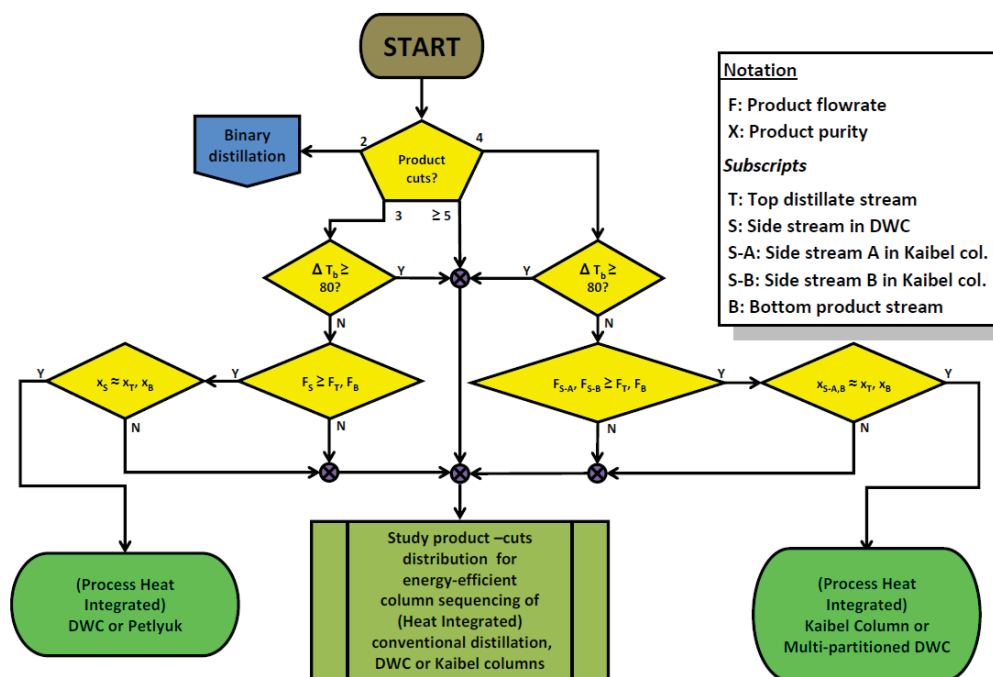 START
Notation
F: Product flowrate
X: Product purity
Subscripts
T: Top distillate stream
S: Side stream in DWC
S-A: Side stream A in Kaibel col.
S-B: Side stream B in Kaibel col.
B: Bottom product stream
Binary
distillation
2
4
Product
cuts?
3
≥ 5
Δ T_b ≥
80?
Y
N
Y
Δ T_b ≥
80?
N
Y
x_S ≈ x_T, x_B
N
Y
F_S ≥ F_T, F_B
N
F_S-A, F_S-B ≥ F_T, F_B
Y
N
x_S-A,B ≈ x_T, x_B
Y
N
(Process Heat
Integrated)
DWC or Petlyuk
Study product –cuts
distribution for
energy-efficient
column sequencing of
(Heat Integrated)
conventional distillation,
DWC or Kaibel columns
(Process Heat
Integrated)
Kaibel Column or
Multi-partitioned DWC